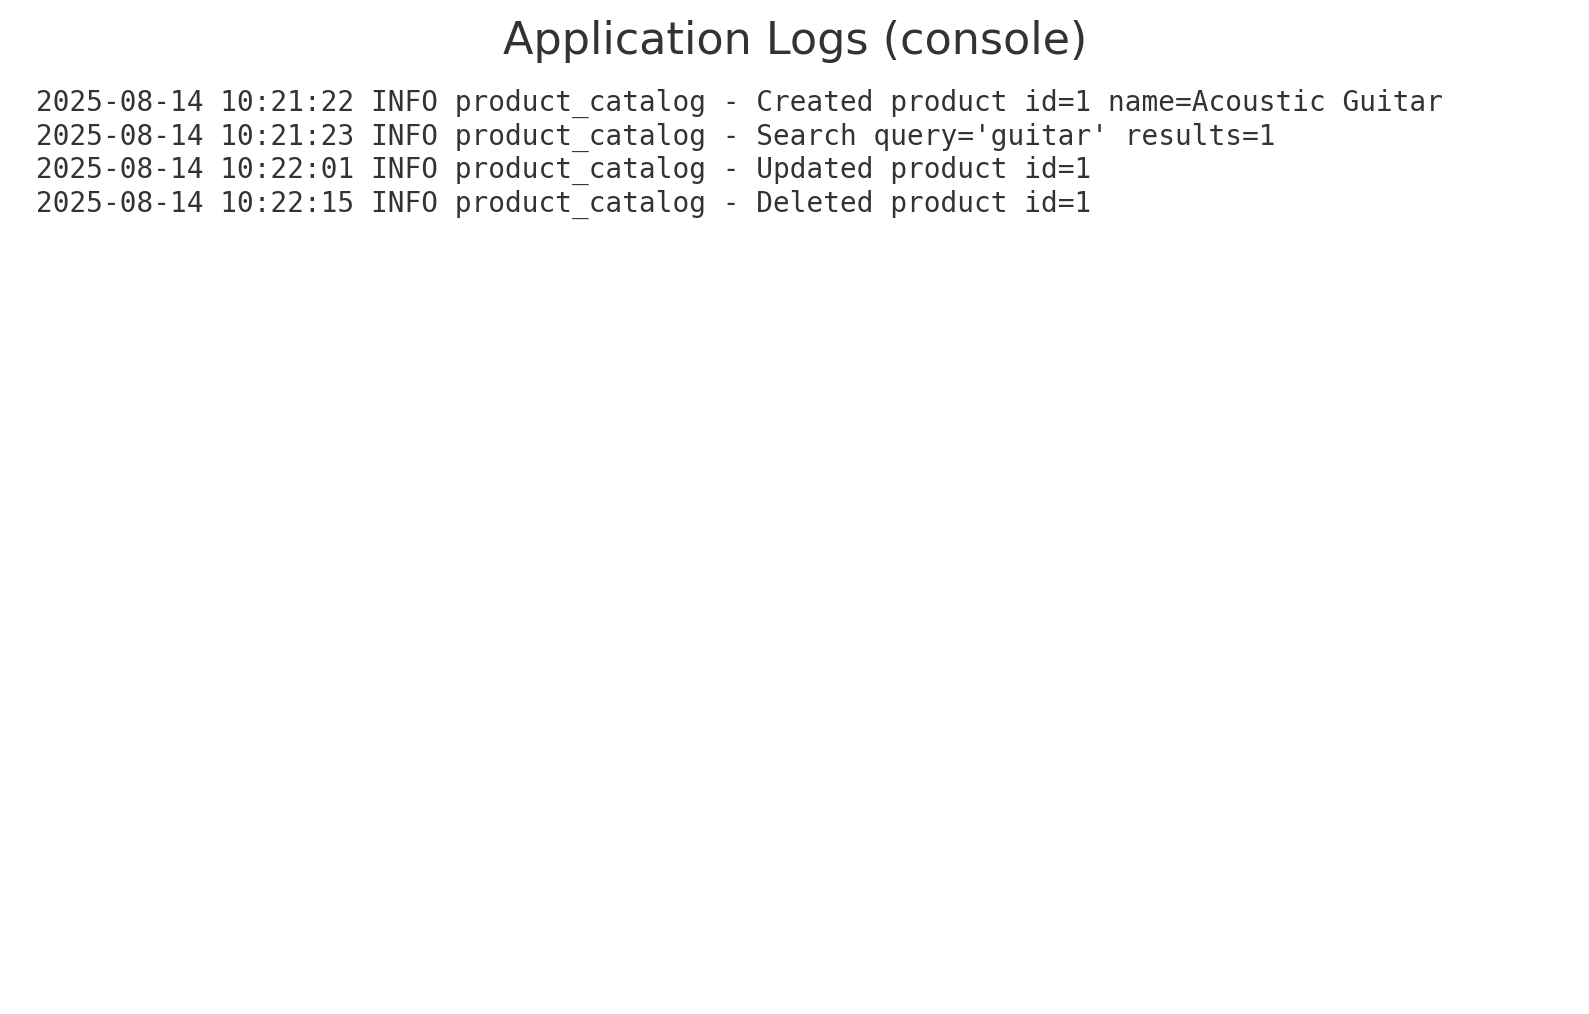 Application Logs (console)
2025-08-14 10:21:22 INFO product_catalog - Created product id=1 name=Acoustic Guitar
2025-08-14 10:21:23 INFO product_catalog - Search query='guitar' results=1
2025-08-14 10:22:01 INFO product_catalog - Updated product id=1
2025-08-14 10:22:15 INFO product_catalog - Deleted product id=1